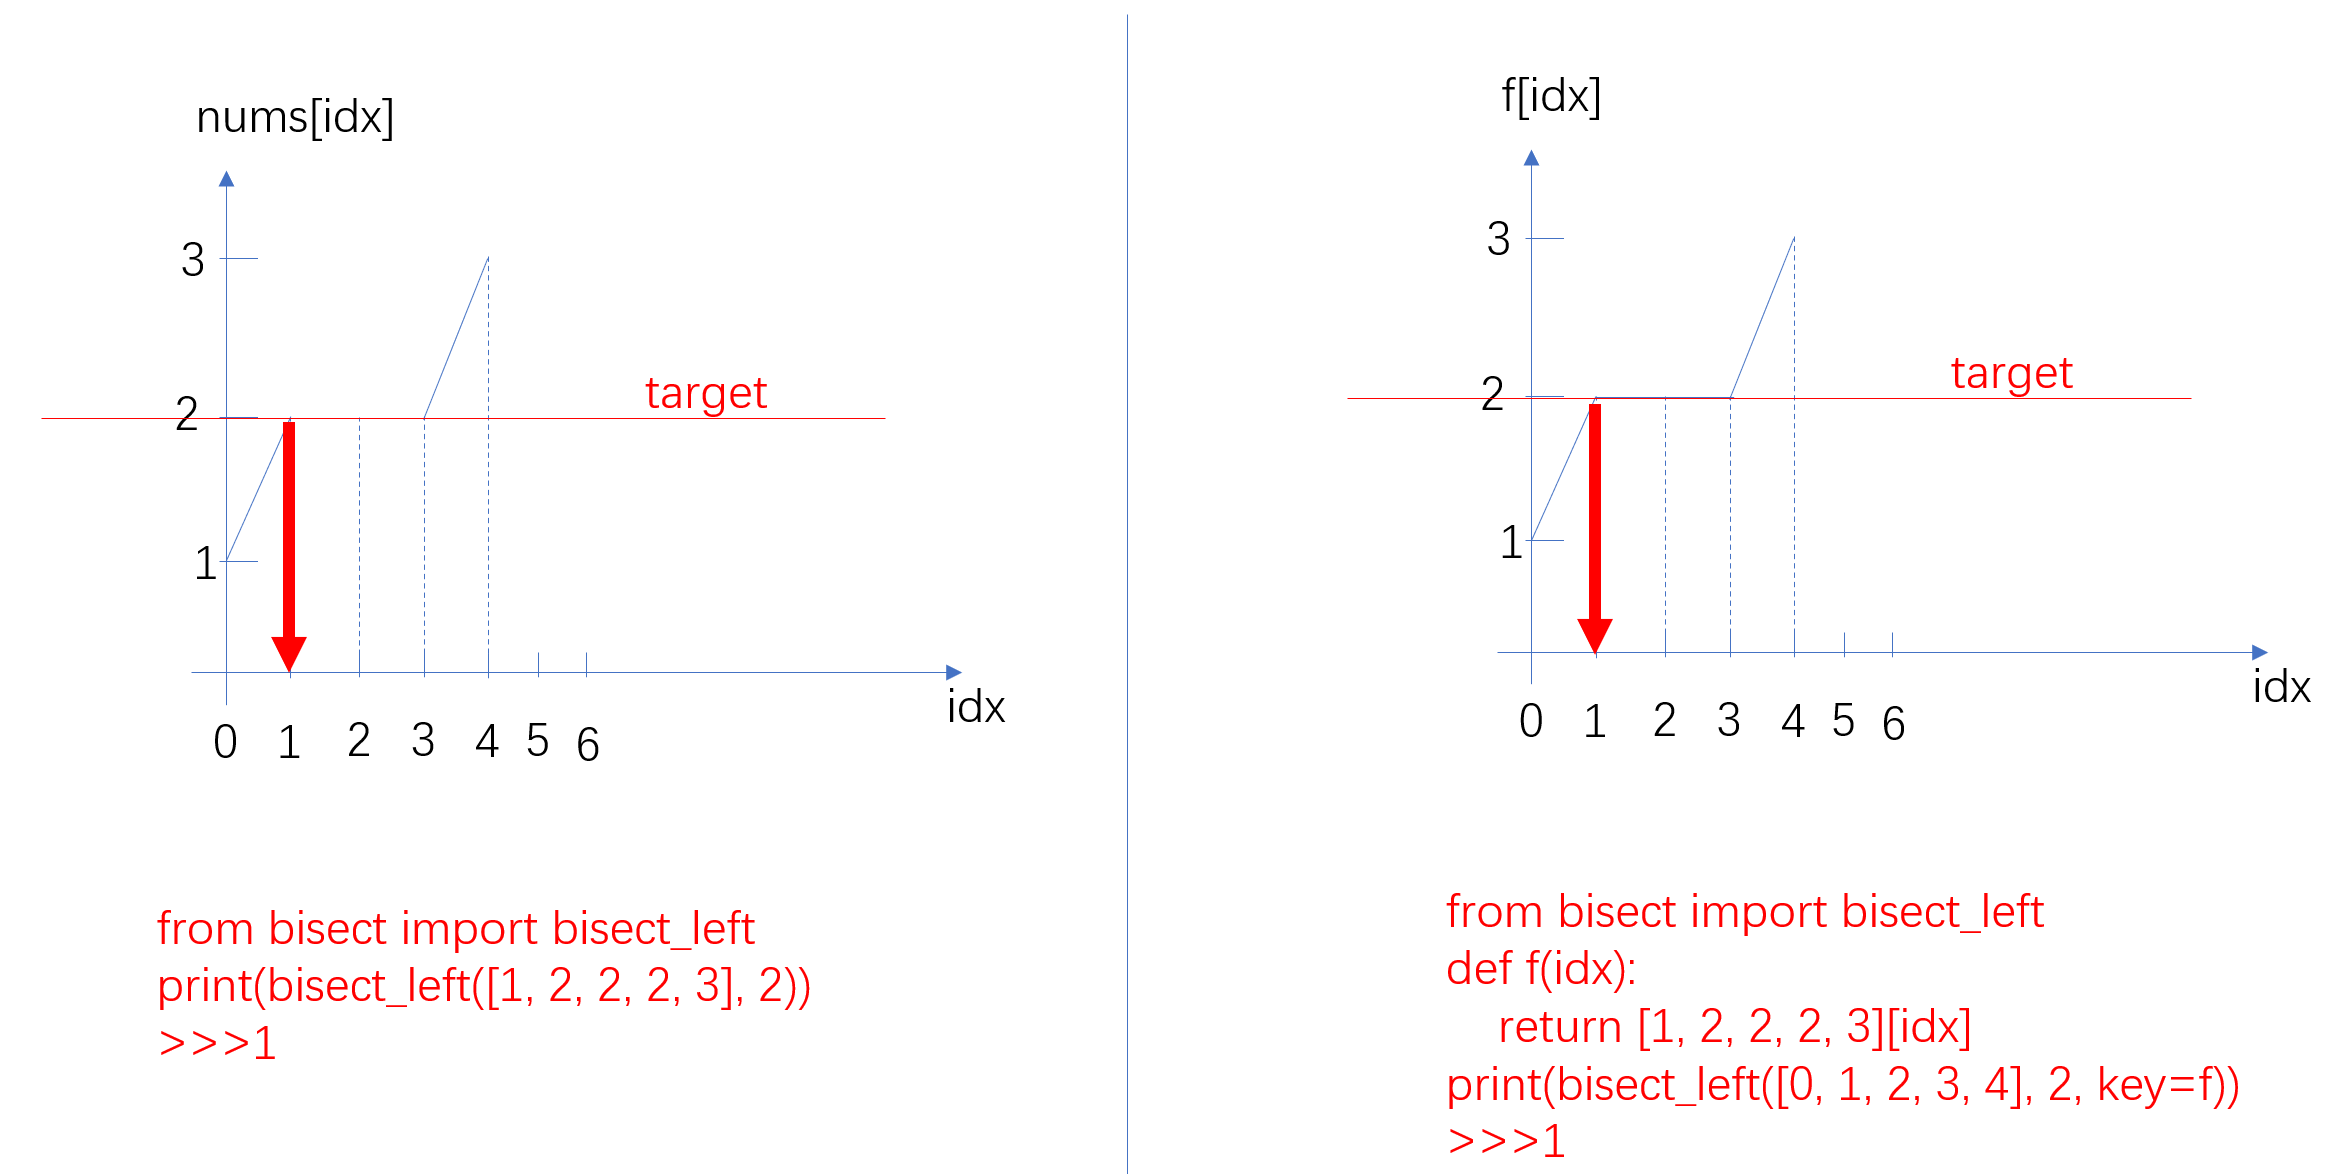 nums[idx]
3
target
2
1
idx
0 1 2 3 4 5 6
from bisect import bisect_left
print(bisect_left([1, 2, 2, 2, 3], 2))
>>>1
f[idx]
3
target
2
1
idx
0 1 2 3 4 5 6
from bisect import bisect_left
def f(idx):
    return [1, 2, 2, 2, 3][idx]
print(bisect_left([0, 1, 2, 3, 4], 2, key=f))
>>>1